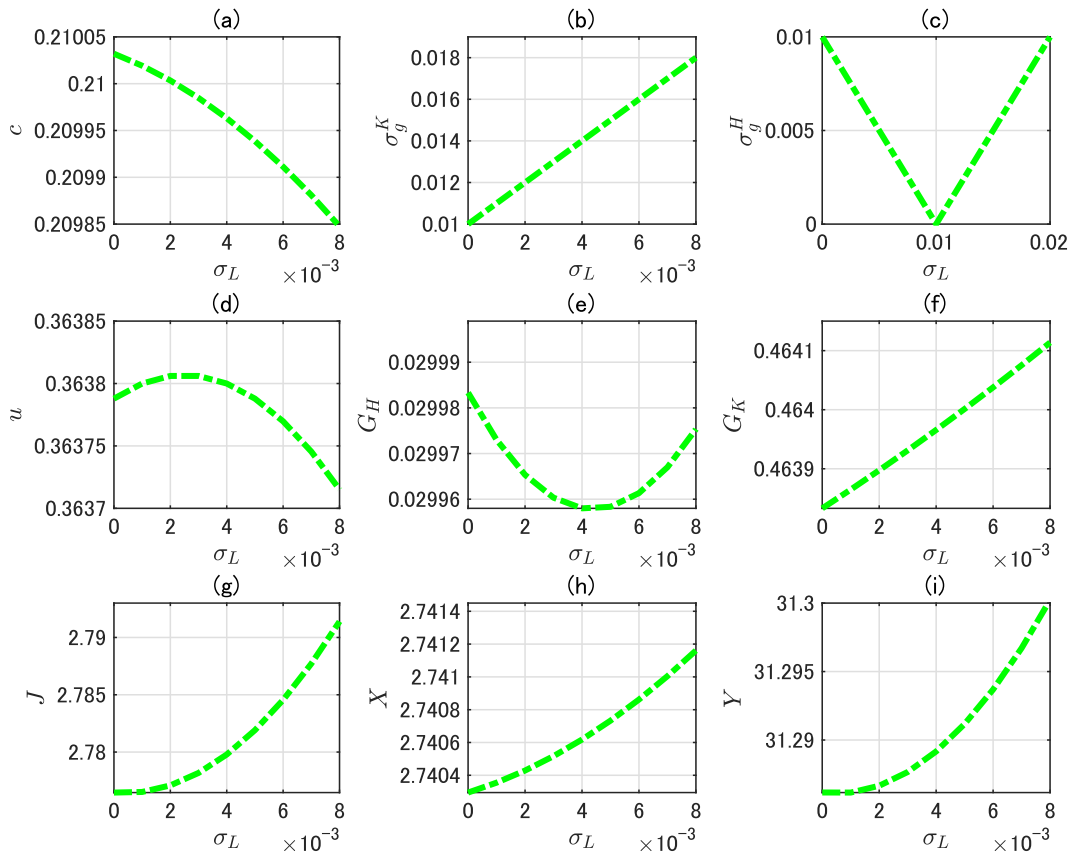 (a) (b) (c)
0.21005
0.21
0.20995
0.2099
0.20985
c
0 2 4 6 8
σ_L ×10⁻³
0.018
0.016
0.014
0.012
0.01
σ_g^K
0 2 4 6 8
σ_L ×10⁻³
0.01
0.005
0
σ_g^H
0 0.01 0.02
σ_L
(d) (e) (f)
0.36385
0.3638
0.36375
0.3637
u
0 2 4 6 8
σ_L ×10⁻³
0.02999
0.02998
0.02997
0.02996
G_H
0 2 4 6 8
σ_L ×10⁻³
0.4641
0.464
0.4639
G_K
0 2 4 6 8
σ_L ×10⁻³
(g) (h) (i)
2.79
2.785
2.78
J
0 2 4 6 8
σ_L ×10⁻³
2.7414
2.7412
2.741
2.7408
2.7406
2.7404
X
0 2 4 6 8
σ_L ×10⁻³
31.3
31.295
31.29
Y
0 2 4 6 8
σ_L ×10⁻³